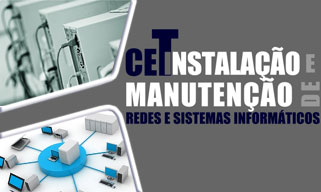 CET INSTALAÇÃO E
MANUTENÇÃO DE
REDES E SISTEMAS INFORMÁTICOS